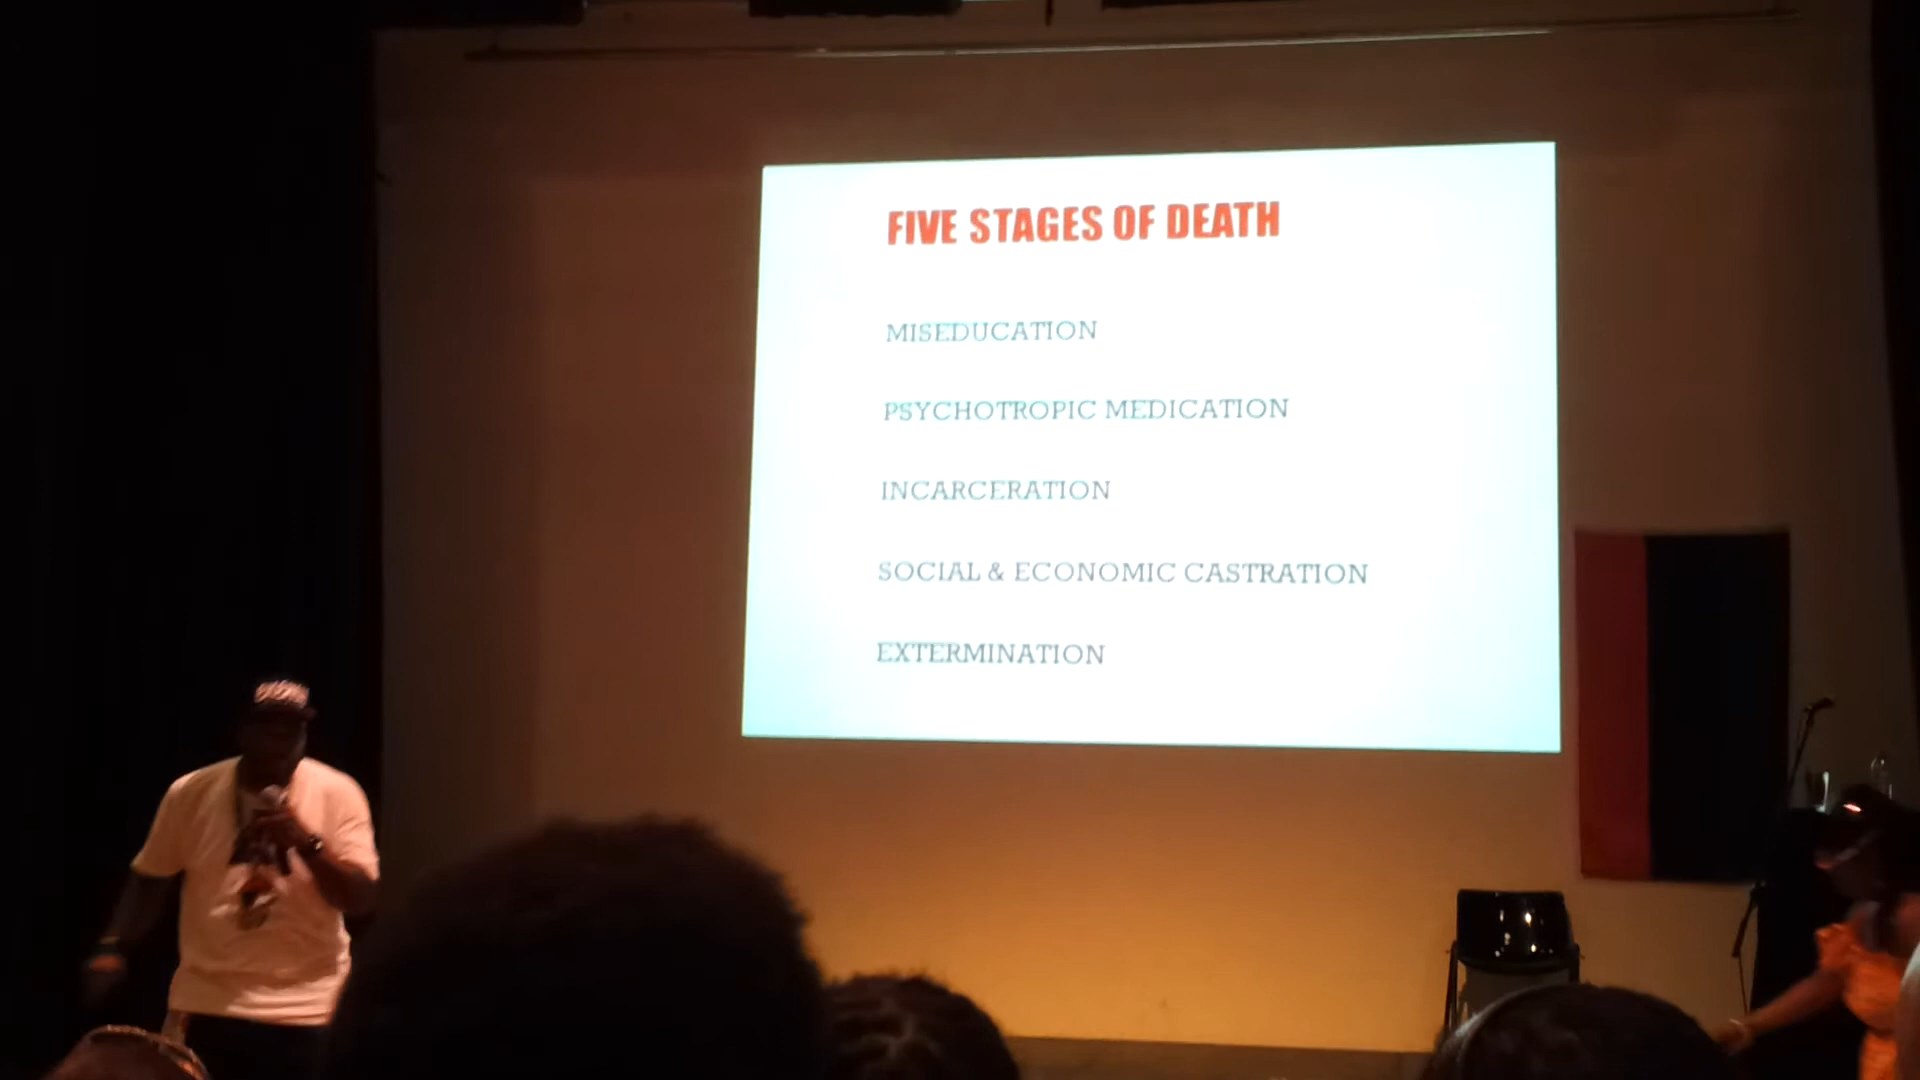 FIVE STAGES OF DEATH
MISEDUCATION
PSYCHOTROPIC MEDICATION
INCARCERATION
SOCIAL & ECONOMIC CASTRATION
EXTERMINATION